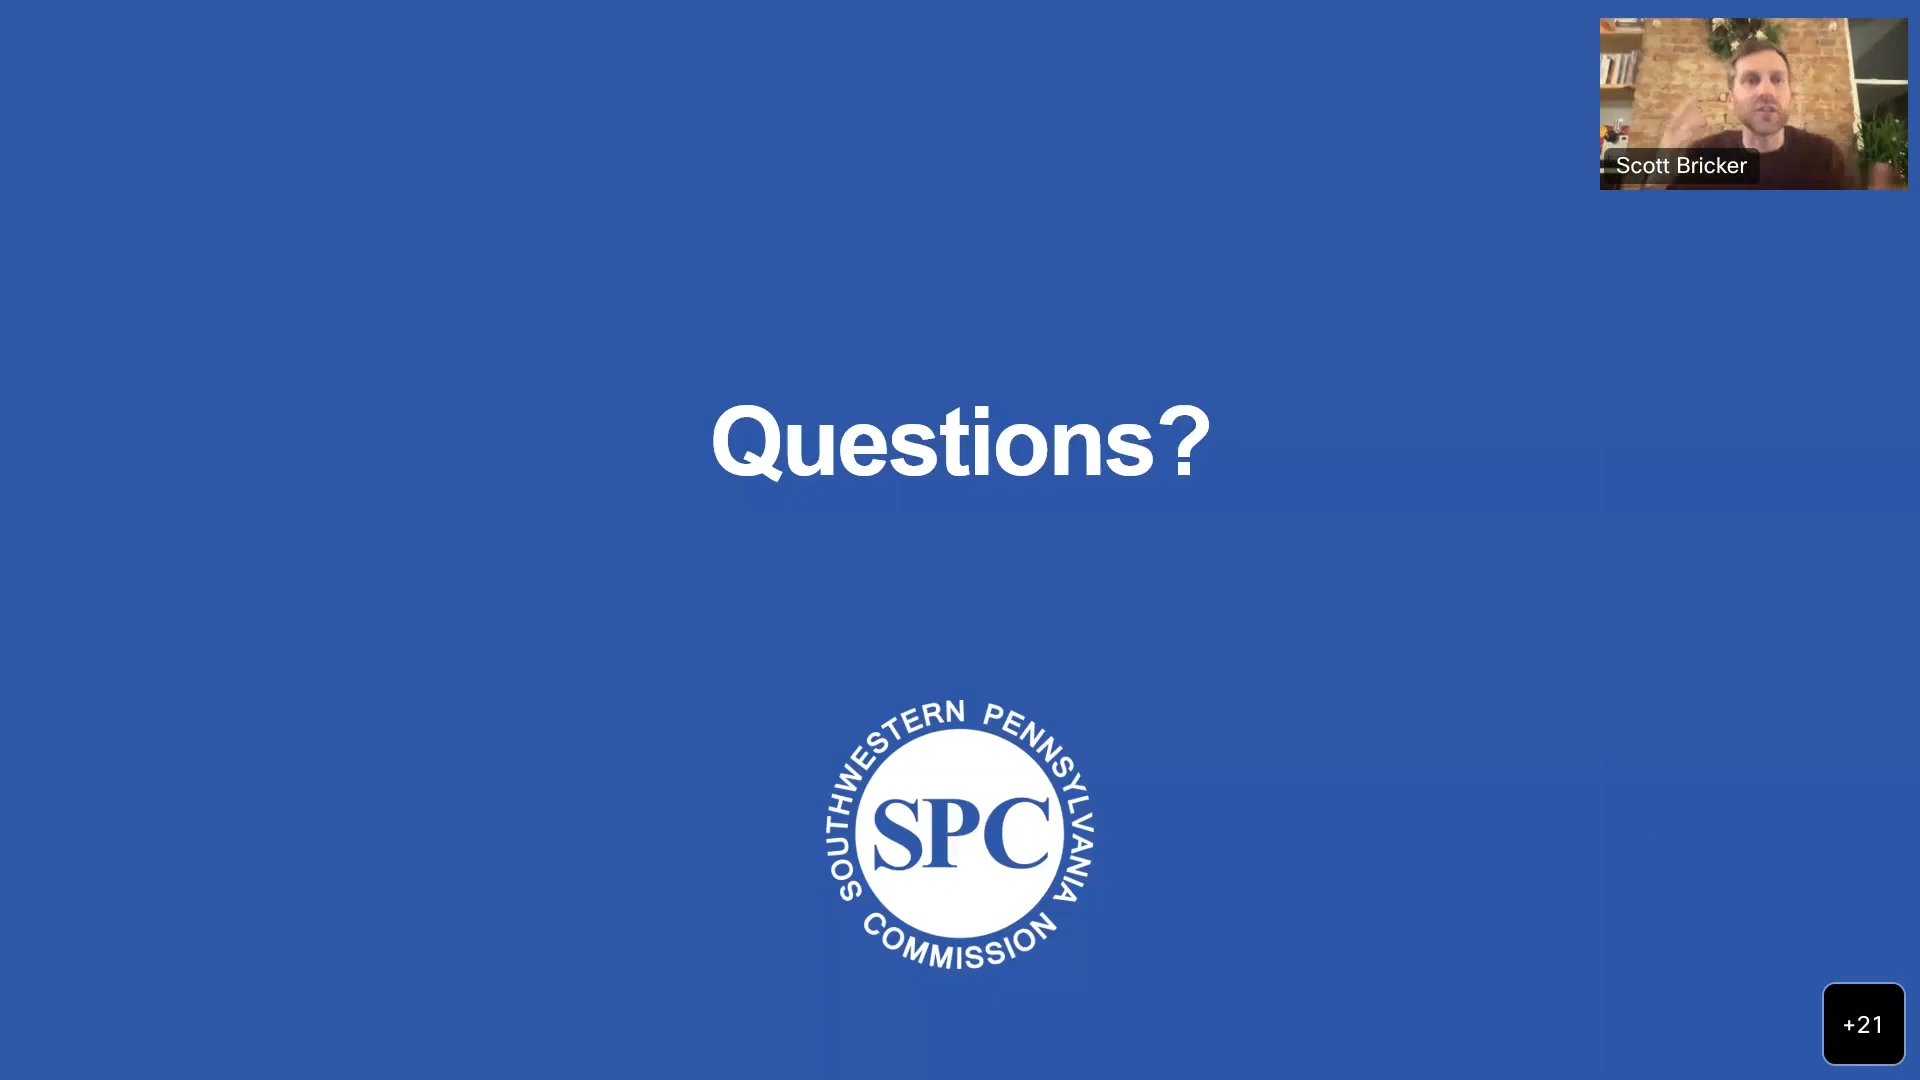 Scott Bricker
Questions?
SOUTHWESTERN PENNSYLVANIA
SPC
COMMISSION
+21